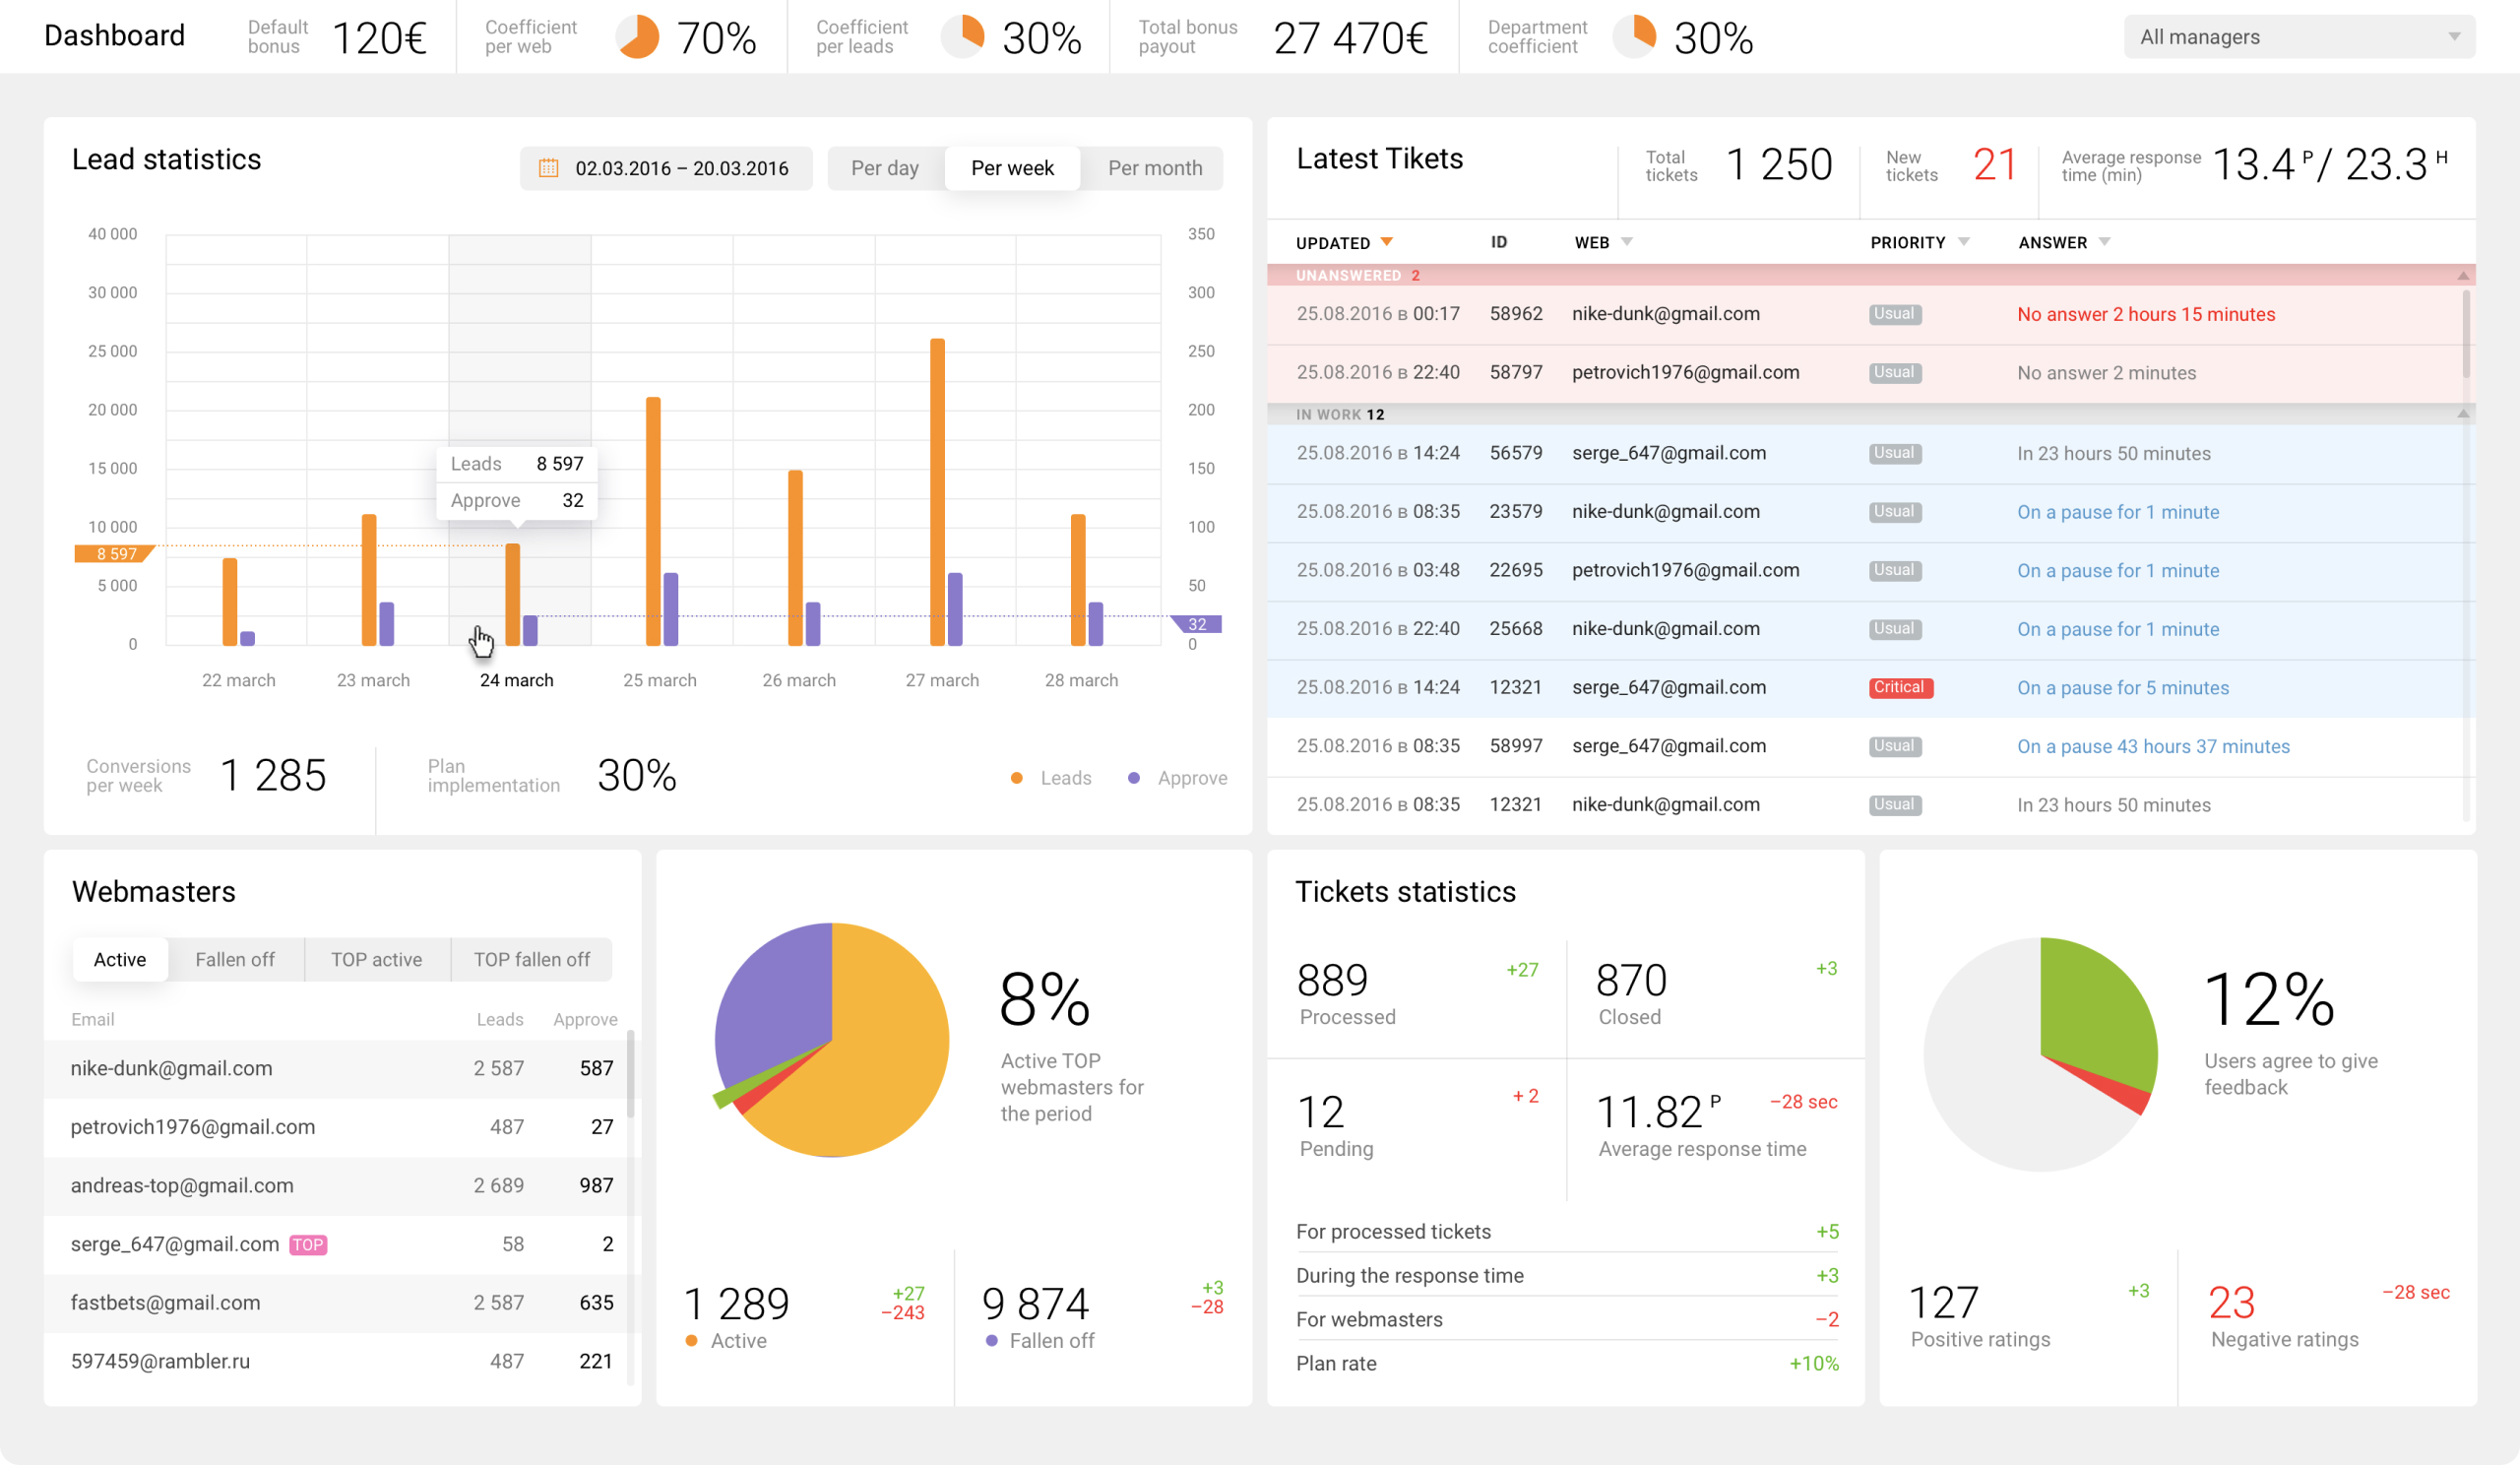 Dashboard
Default
bonus
120€
Coefficient
per web
70%
Coefficient
per leads
30%
Total bonus
payout
27 470€
Department
coefficient
30%
All managers
Lead statistics
02.03.2016 – 20.03.2016
Per day
Per week
Per month
40 000
30 000
25 000
20 000
15 000
10 000
8 597
5 000
0
350
300
250
200
150
100
50
32
0
Leads 8 597
Approve 32
22 march
23 march
24 march
25 march
26 march
27 march
28 march
Conversions
per week
1 285
Plan
implementation
30%
Leads
Approve
Latest Tikets
Total
tickets
1 250
New
tickets
21
Average response
time (min)
13.4 P / 23.3 H
UPDATED ID WEB PRIORITY ANSWER
UNANSWERED 2
25.08.2016 в 00:17 58962 nike-dunk@gmail.com Usual No answer 2 hours 15 minutes
25.08.2016 в 22:40 58797 petrovich1976@gmail.com Usual No answer 2 minutes
IN WORK 12
25.08.2016 в 14:24 56579 serge_647@gmail.com Usual In 23 hours 50 minutes
25.08.2016 в 08:35 23579 nike-dunk@gmail.com Usual On a pause for 1 minute
25.08.2016 в 03:48 22695 petrovich1976@gmail.com Usual On a pause for 1 minute
25.08.2016 в 22:40 25668 nike-dunk@gmail.com Usual On a pause for 1 minute
25.08.2016 в 14:24 12321 serge_647@gmail.com Critical On a pause for 5 minutes
25.08.2016 в 08:35 58997 serge_647@gmail.com Usual On a pause 43 hours 37 minutes
25.08.2016 в 08:35 12321 nike-dunk@gmail.com Usual In 23 hours 50 minutes
Webmasters
Active
Fallen off
TOP active
TOP fallen off
Email Leads Approve
nike-dunk@gmail.com 2 587 587
petrovich1976@gmail.com 487 27
andreas-top@gmail.com 2 689 987
serge_647@gmail.com TOP 58 2
fastbets@gmail.com 2 587 635
597459@rambler.ru 487 221
8%
Active TOP
webmasters for
the period
1 289
+27
−243
Active
9 874
+3
−28
Fallen off
Tickets statistics
889 +27
Processed
870 +3
Closed
12 + 2
Pending
11.82 P −28 sec
Average response time
For processed tickets +5
During the response time +3
For webmasters −2
Plan rate +10%
12%
Users agree to give
feedback
127 +3
Positive ratings
23 −28 sec
Negative ratings